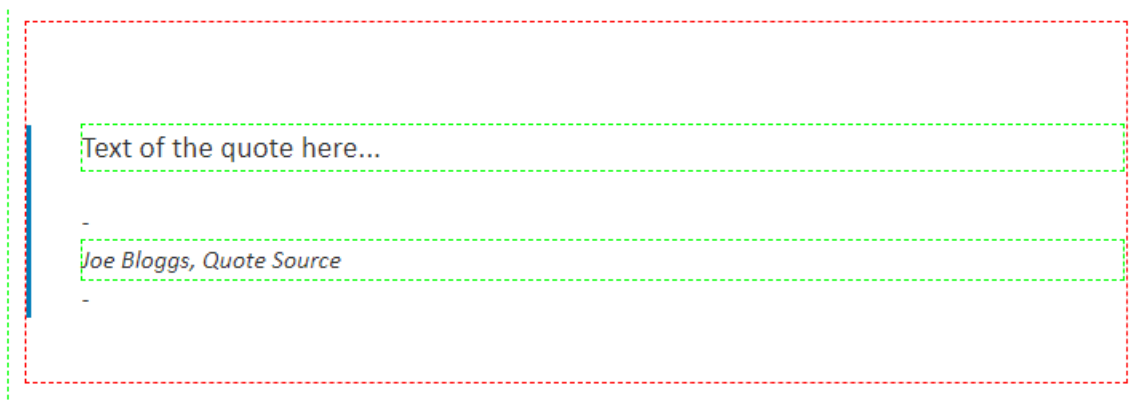 Text of the quote here...
-
Joe Bloggs, Quote Source
-